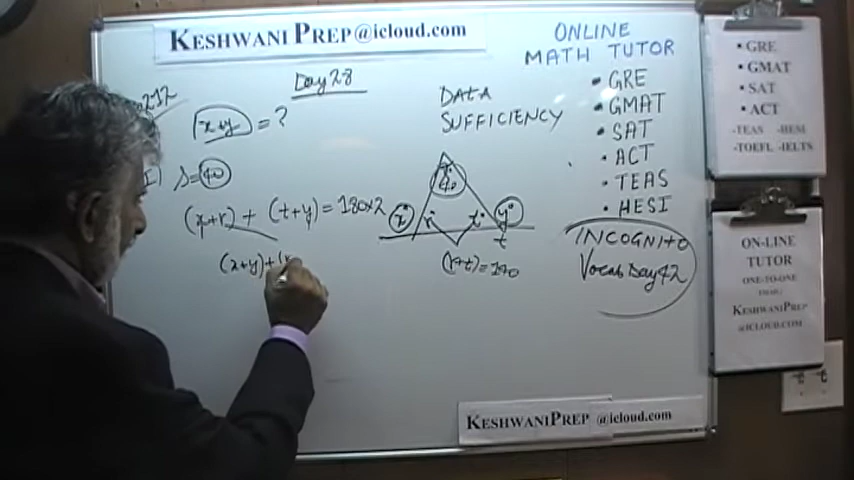 KESHWANIPREP@icloud.com
Day 28
x+y = ?
I) S=40
(x+r) + (t+y) = 180x2
(x+y)+(r
DATA
SUFFICIENCY
40
x° r° t° y°
t
(r+t)=140
ONLINE
MATH TUTOR
• GRE
• GMAT
• SAT
• ACT
• TEAS
• HESI
INCOGNITO
Vocab Day 42
• GRE
• GMAT
• SAT
• ACT
-TEAS -HESI
-TOEFL -IELTS
ON-LINE
TUTOR
ONE-TO-ONE
KESHWANIPREP
@ICLOUD.COM
KESHWANIPREP @icloud.com